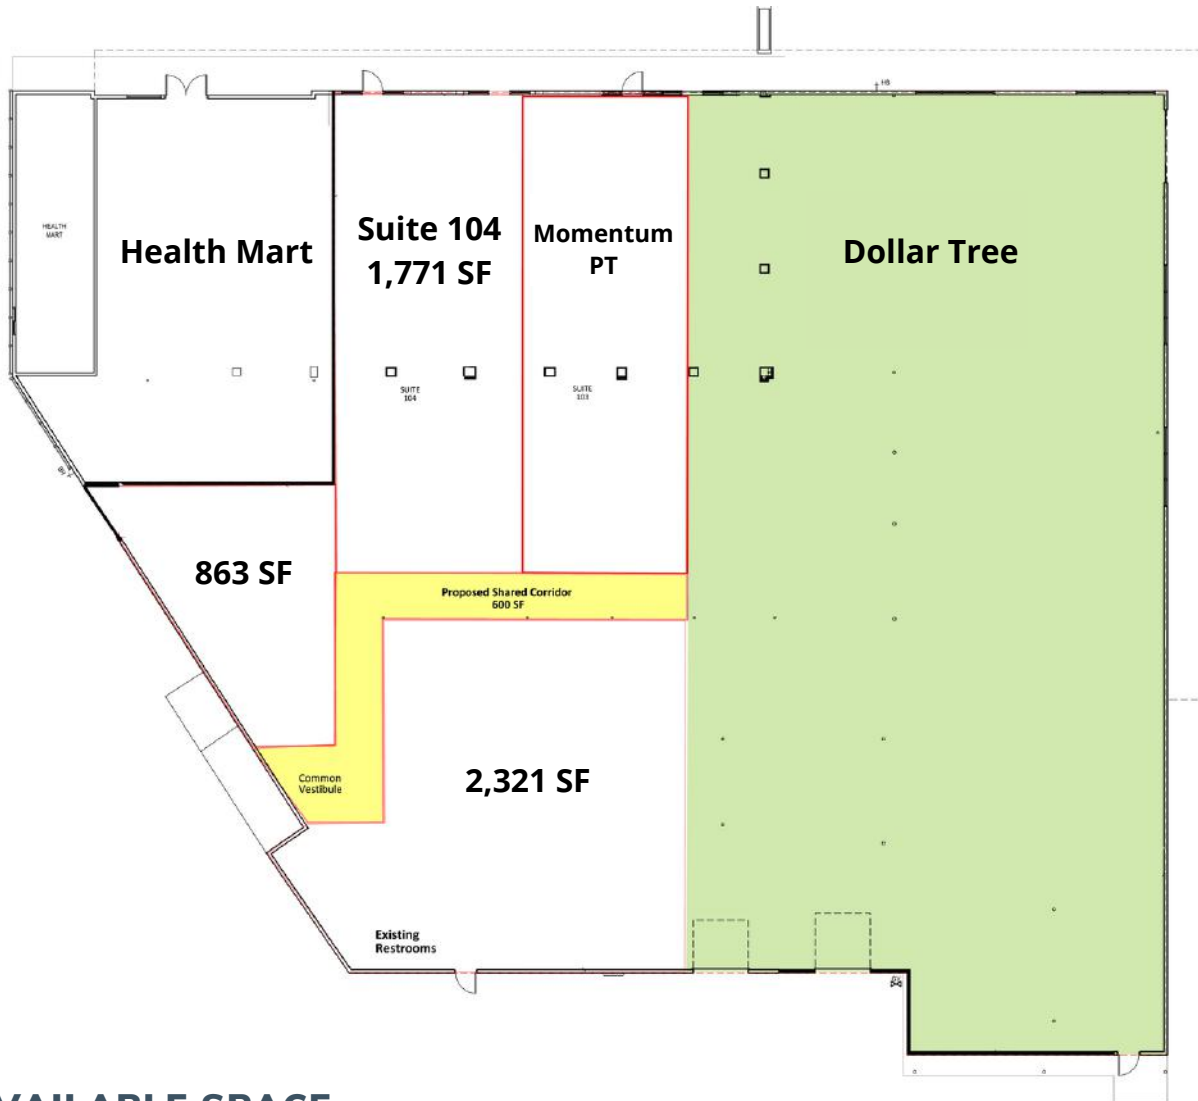 HEALTH
MART
Health Mart
Suite 104
1,771 SF
Momentum
PT
Dollar Tree
SUITE
104
SUITE
103
863 SF
Proposed Shared Corridor
600 SF
Common
Vestibule
2,321 SF
Existing
Restrooms
AVAILABLE SPACE